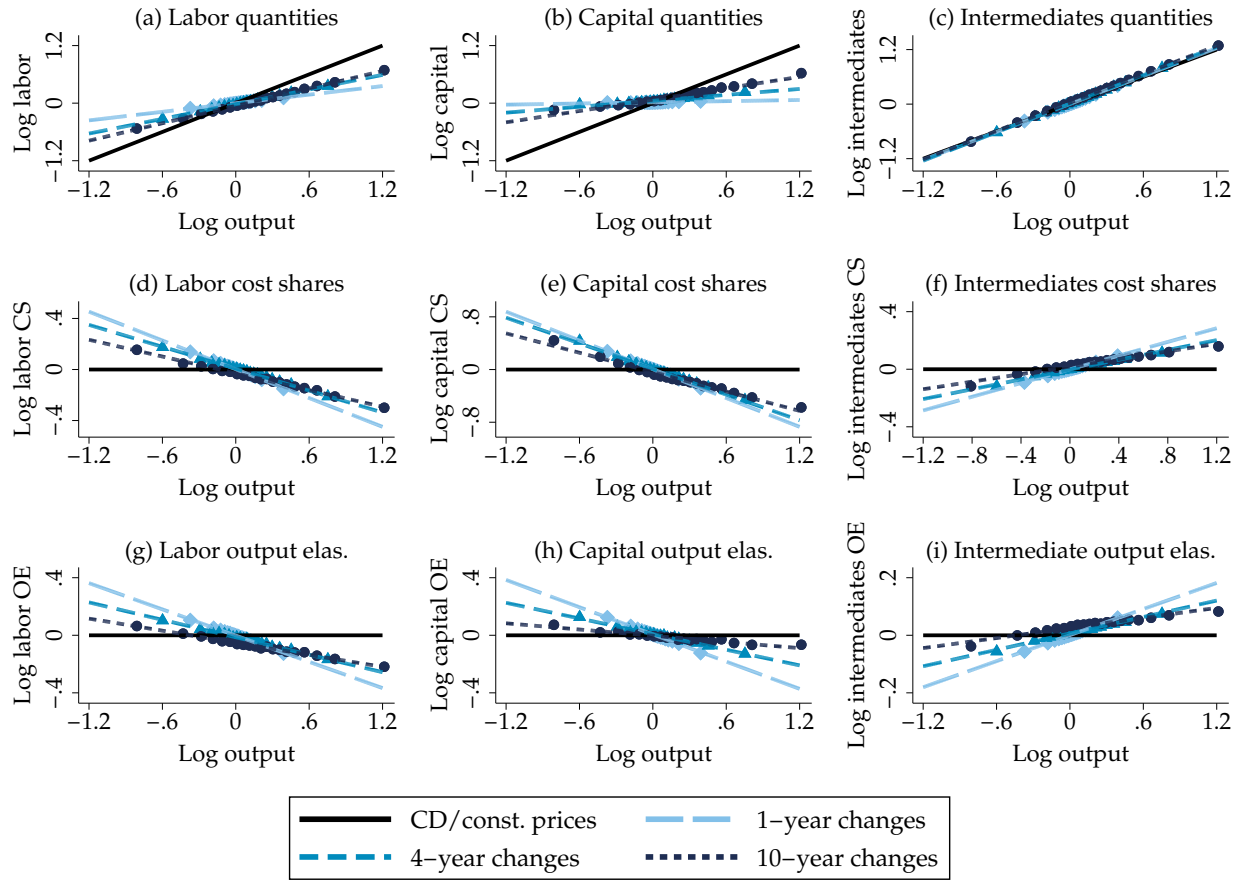 (a) Labor quantities
Log labor
1.2
0
−1.2
−1.2 −.6 0 .6 1.2
Log output
(b) Capital quantities
Log capital
1.2
0
−1.2
−1.2 −.6 0 .6 1.2
Log output
(c) Intermediates quantities
Log intermediates
1.2
0
−1.2
−1.2 −.6 0 .6 1.2
Log output
(d) Labor cost shares
Log labor CS
.4
0
−.4
−1.2 −.6 0 .6 1.2
Log output
(e) Capital cost shares
Log capital CS
.8
0
−.8
−1.2 −.6 0 .6 1.2
Log output
(f) Intermediates cost shares
Log intermediates CS
.4
0
−.4
−1.2 −.8 −.4 0 .4 .8 1.2
Log output
(g) Labor output elas.
Log labor OE
.4
0
−.4
−1.2 −.6 0 .6 1.2
Log output
(h) Capital output elas.
Log capital OE
.4
0
−.4
−1.2 −.6 0 .6 1.2
Log output
(i) Intermediate output elas.
Log intermediates OE
.2
0
−.2
−1.2 −.6 0 .6 1.2
Log output
CD/const. prices 1−year changes
4−year changes 10−year changes